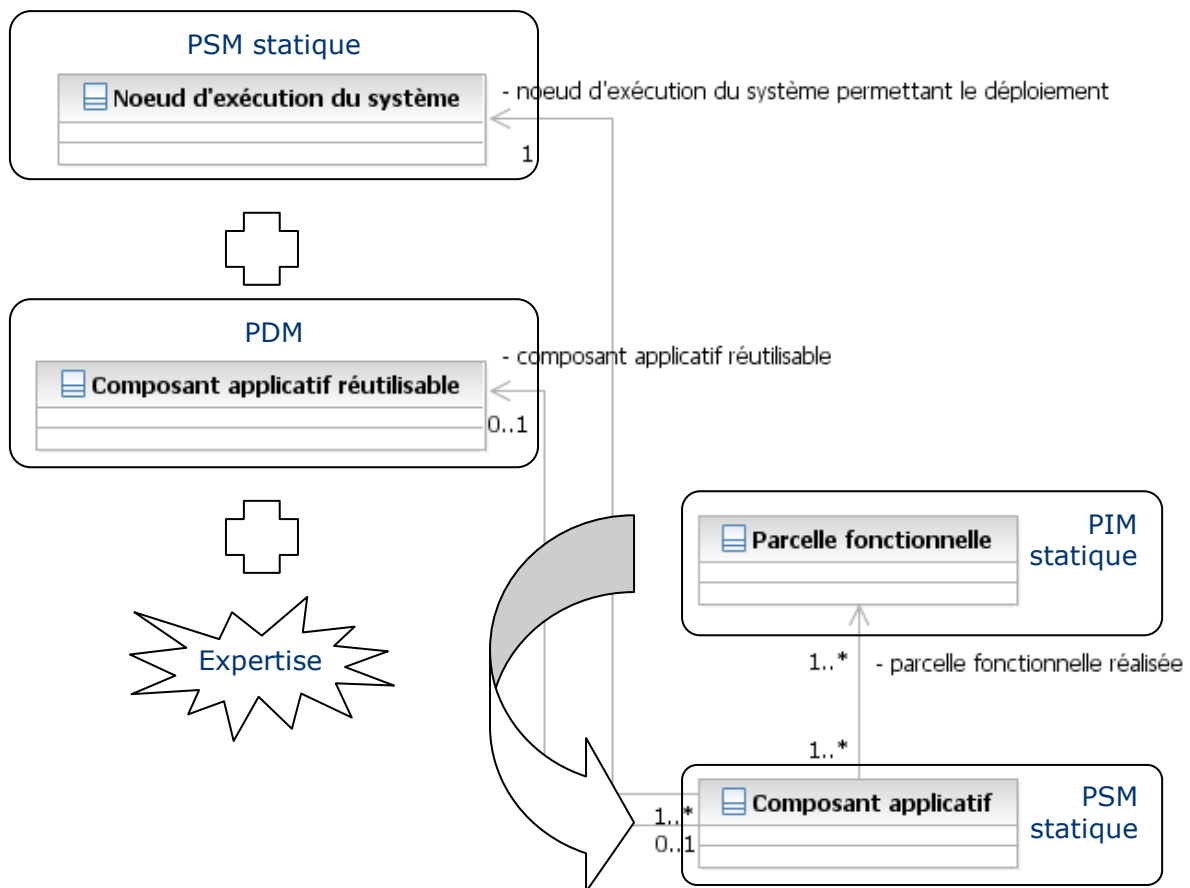 PSM statique
Noeud d'exécution du système
- noeud d'exécution du système permettant le déploiement
1
PDM
- composant applicatif réutilisable
Composant applicatif réutilisable
0..1
PIM
statique
Parcelle fonctionnelle
Expertise
1..*
- parcelle fonctionnelle réalisée
1..*
PSM
statique
Composant applicatif
1..*
0..1